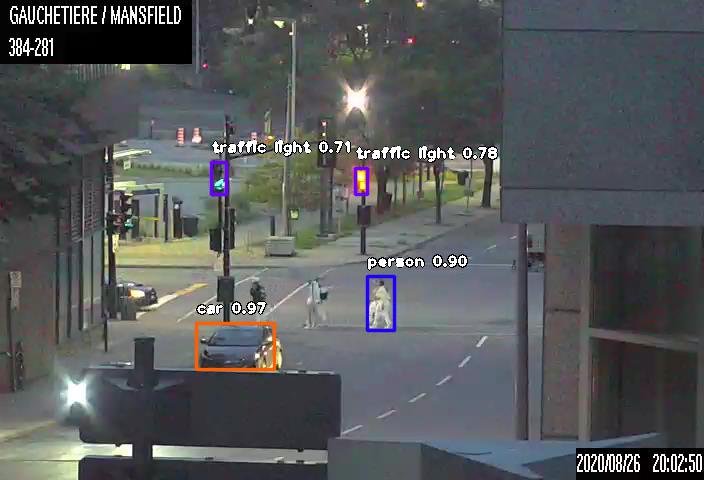 GAUCHETIERE / MANSFIELD
384-281
traffic light 0.71
traffic light 0.78
person 0.90
car 0.97
2020/08/26 20:02:50